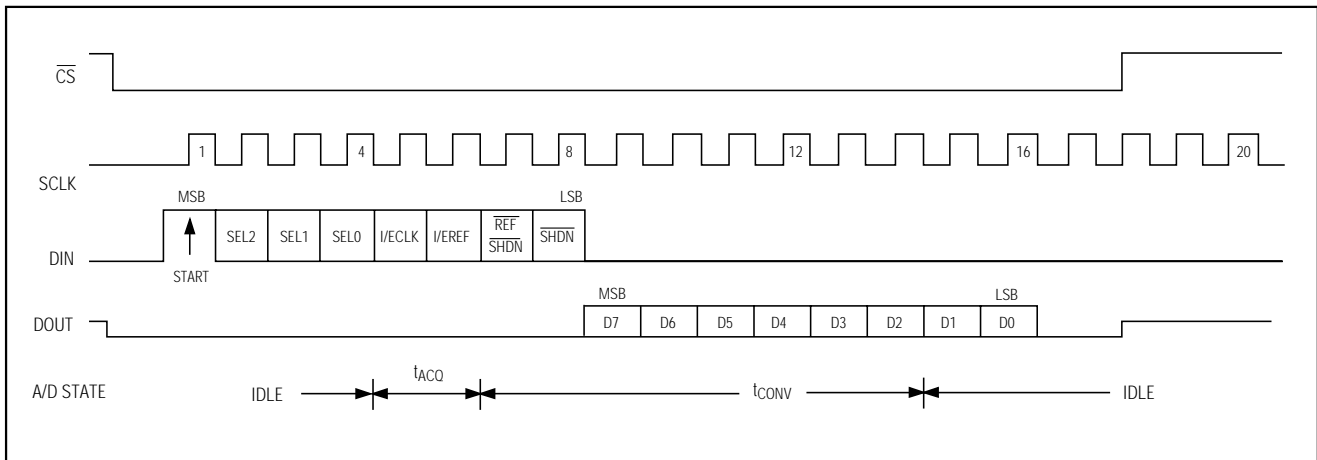 CS
1 4 8 12 16 20
SCLK
MSB LSB
SEL2 SEL1 SEL0 I/ECLK I/EREF REF SHDN SHDN
DIN
START
MSB LSB
DOUT D7 D6 D5 D4 D3 D2 D1 D0
A/D STATE IDLE tACQ tCONV IDLE